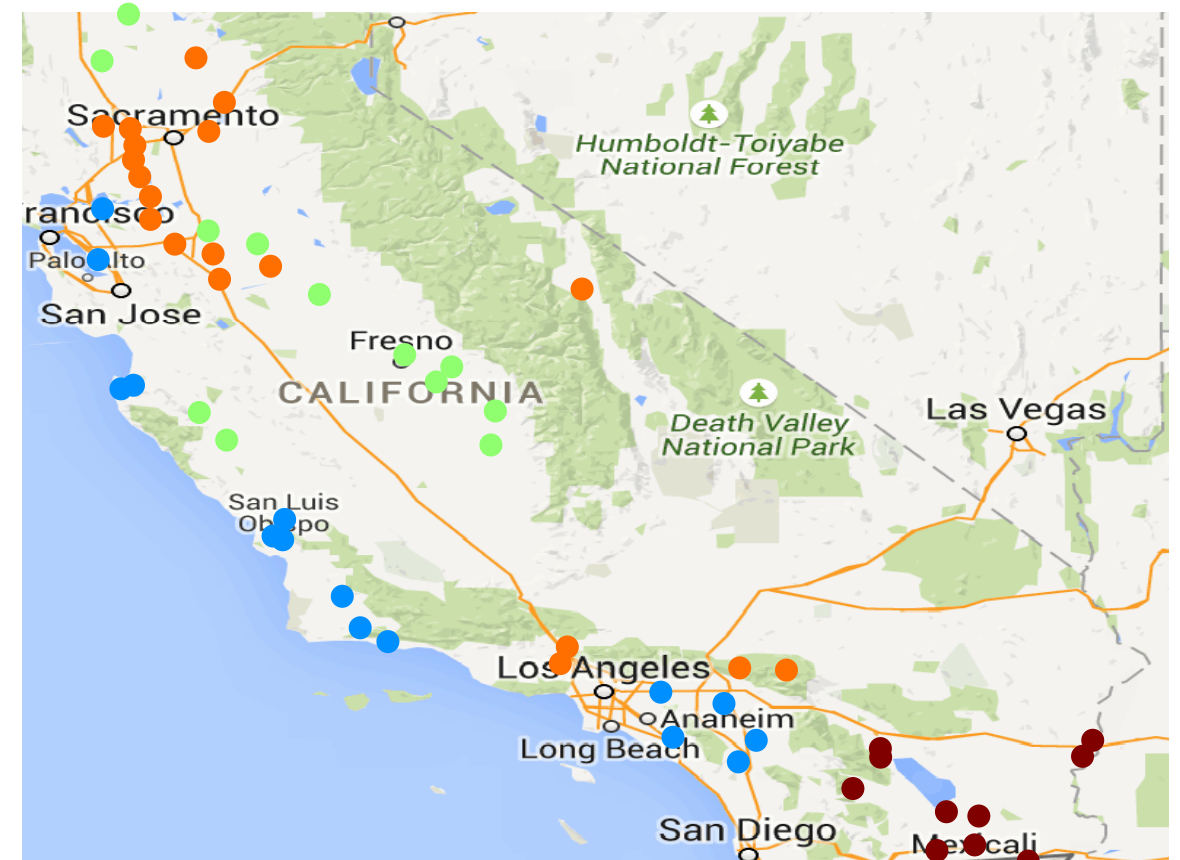 Sacramento
Humboldt-Toiyabe
National Forest
Francisco
Palo Alto
San Jose
Fresno
CALIFORNIA
Death Valley
National Park
Las Vegas
San Luis
Obispo
Los Angeles
Anaheim
Long Beach
San Diego
Mexicali